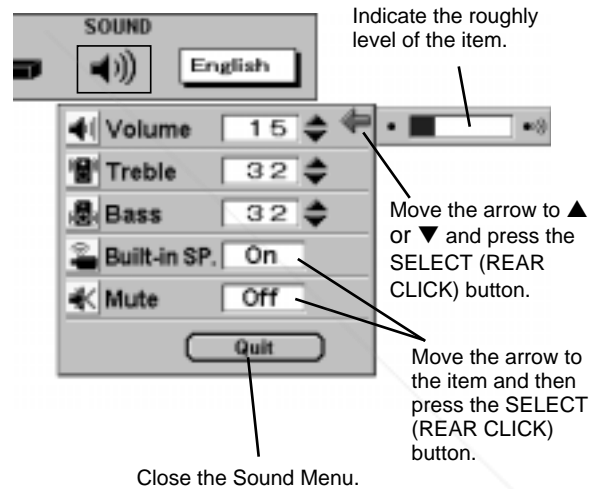 SOUND
English
Indicate the roughly
level of the item.
Volume 15
Treble 32
Bass 32
Built-in SP. On
Mute Off
Quit
Move the arrow to ▲
or ▼ and press the
SELECT (REAR
CLICK) button.
Move the arrow to
the item and then
press the SELECT
(REAR CLICK)
button.
Close the Sound Menu.